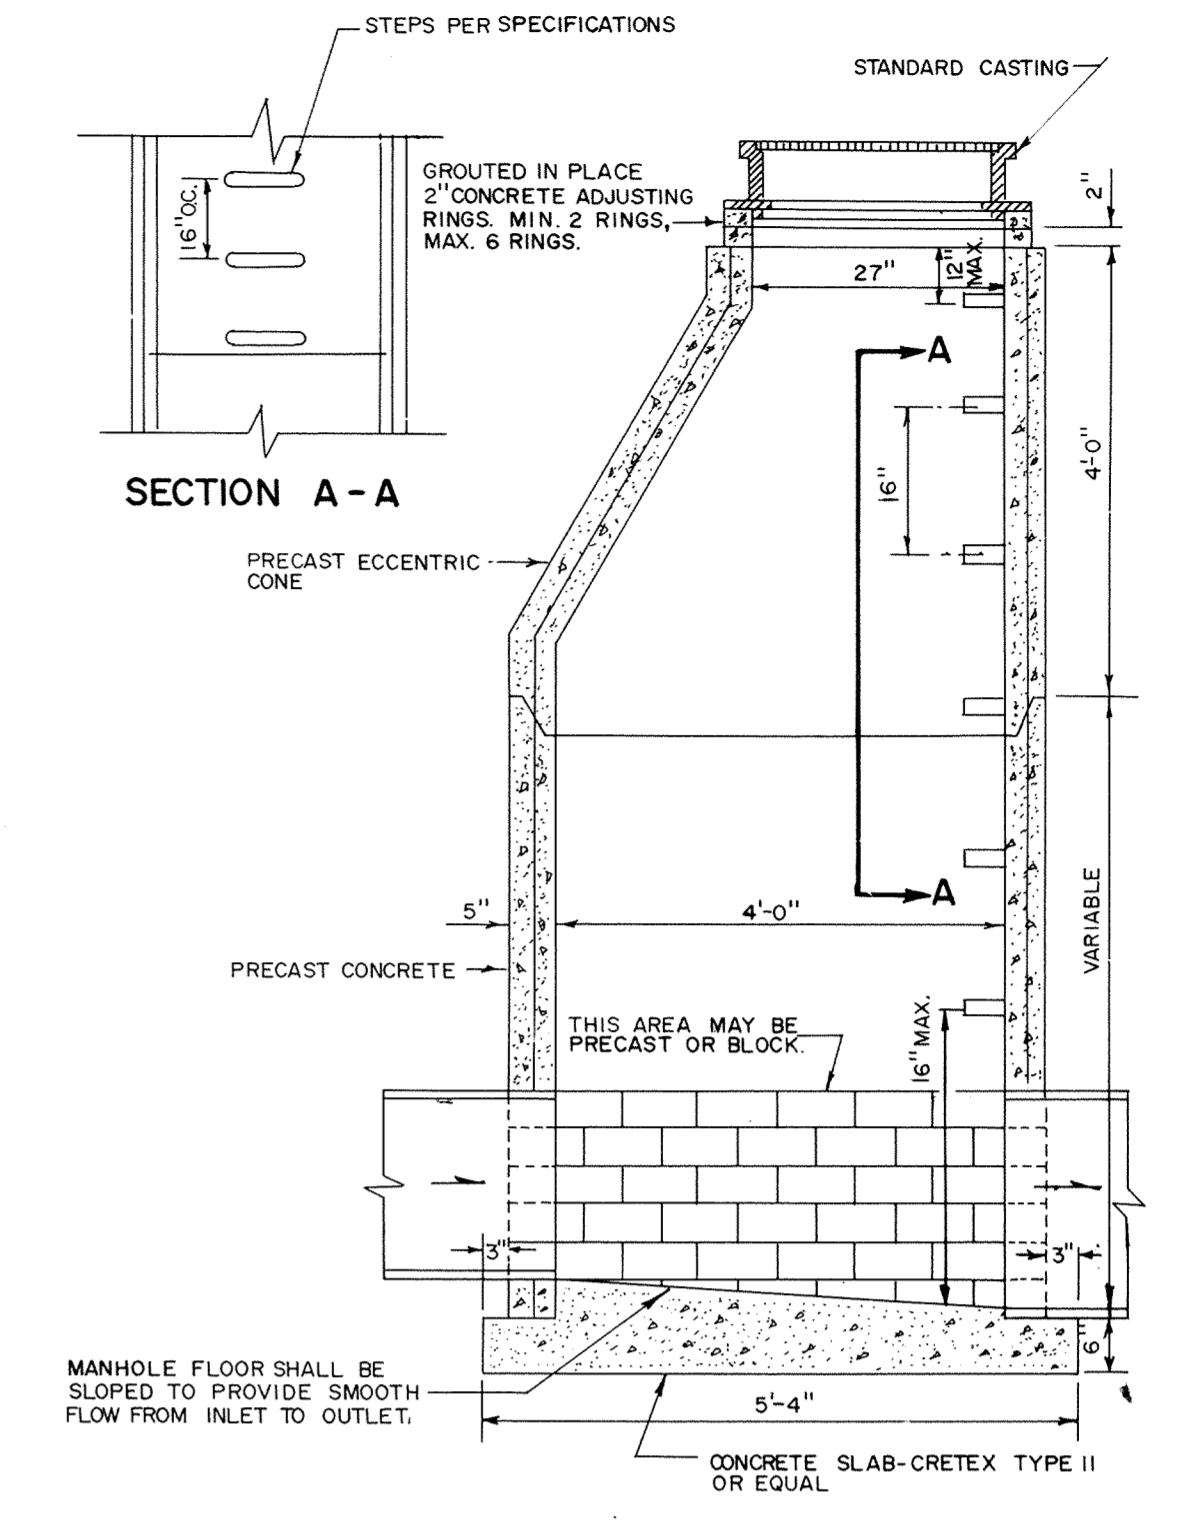 STEPS PER SPECIFICATIONS
STANDARD CASTING
GROUTED IN PLACE
2" CONCRETE ADJUSTING
RINGS. MIN. 2 RINGS,
MAX. 6 RINGS.
16" O.C.
2"
27"
12"
MAX.
A
16"
4'-0"
SECTION A-A
PRECAST ECCENTRIC
CONE
A
5"
4'-0"
VARIABLE
PRECAST CONCRETE
THIS AREA MAY BE
PRECAST OR BLOCK.
16" MAX.
3"
3"
6"
MANHOLE FLOOR SHALL BE
SLOPED TO PROVIDE SMOOTH
FLOW FROM INLET TO OUTLET.
5'-4"
CONCRETE SLAB-CRETEX TYPE II
OR EQUAL